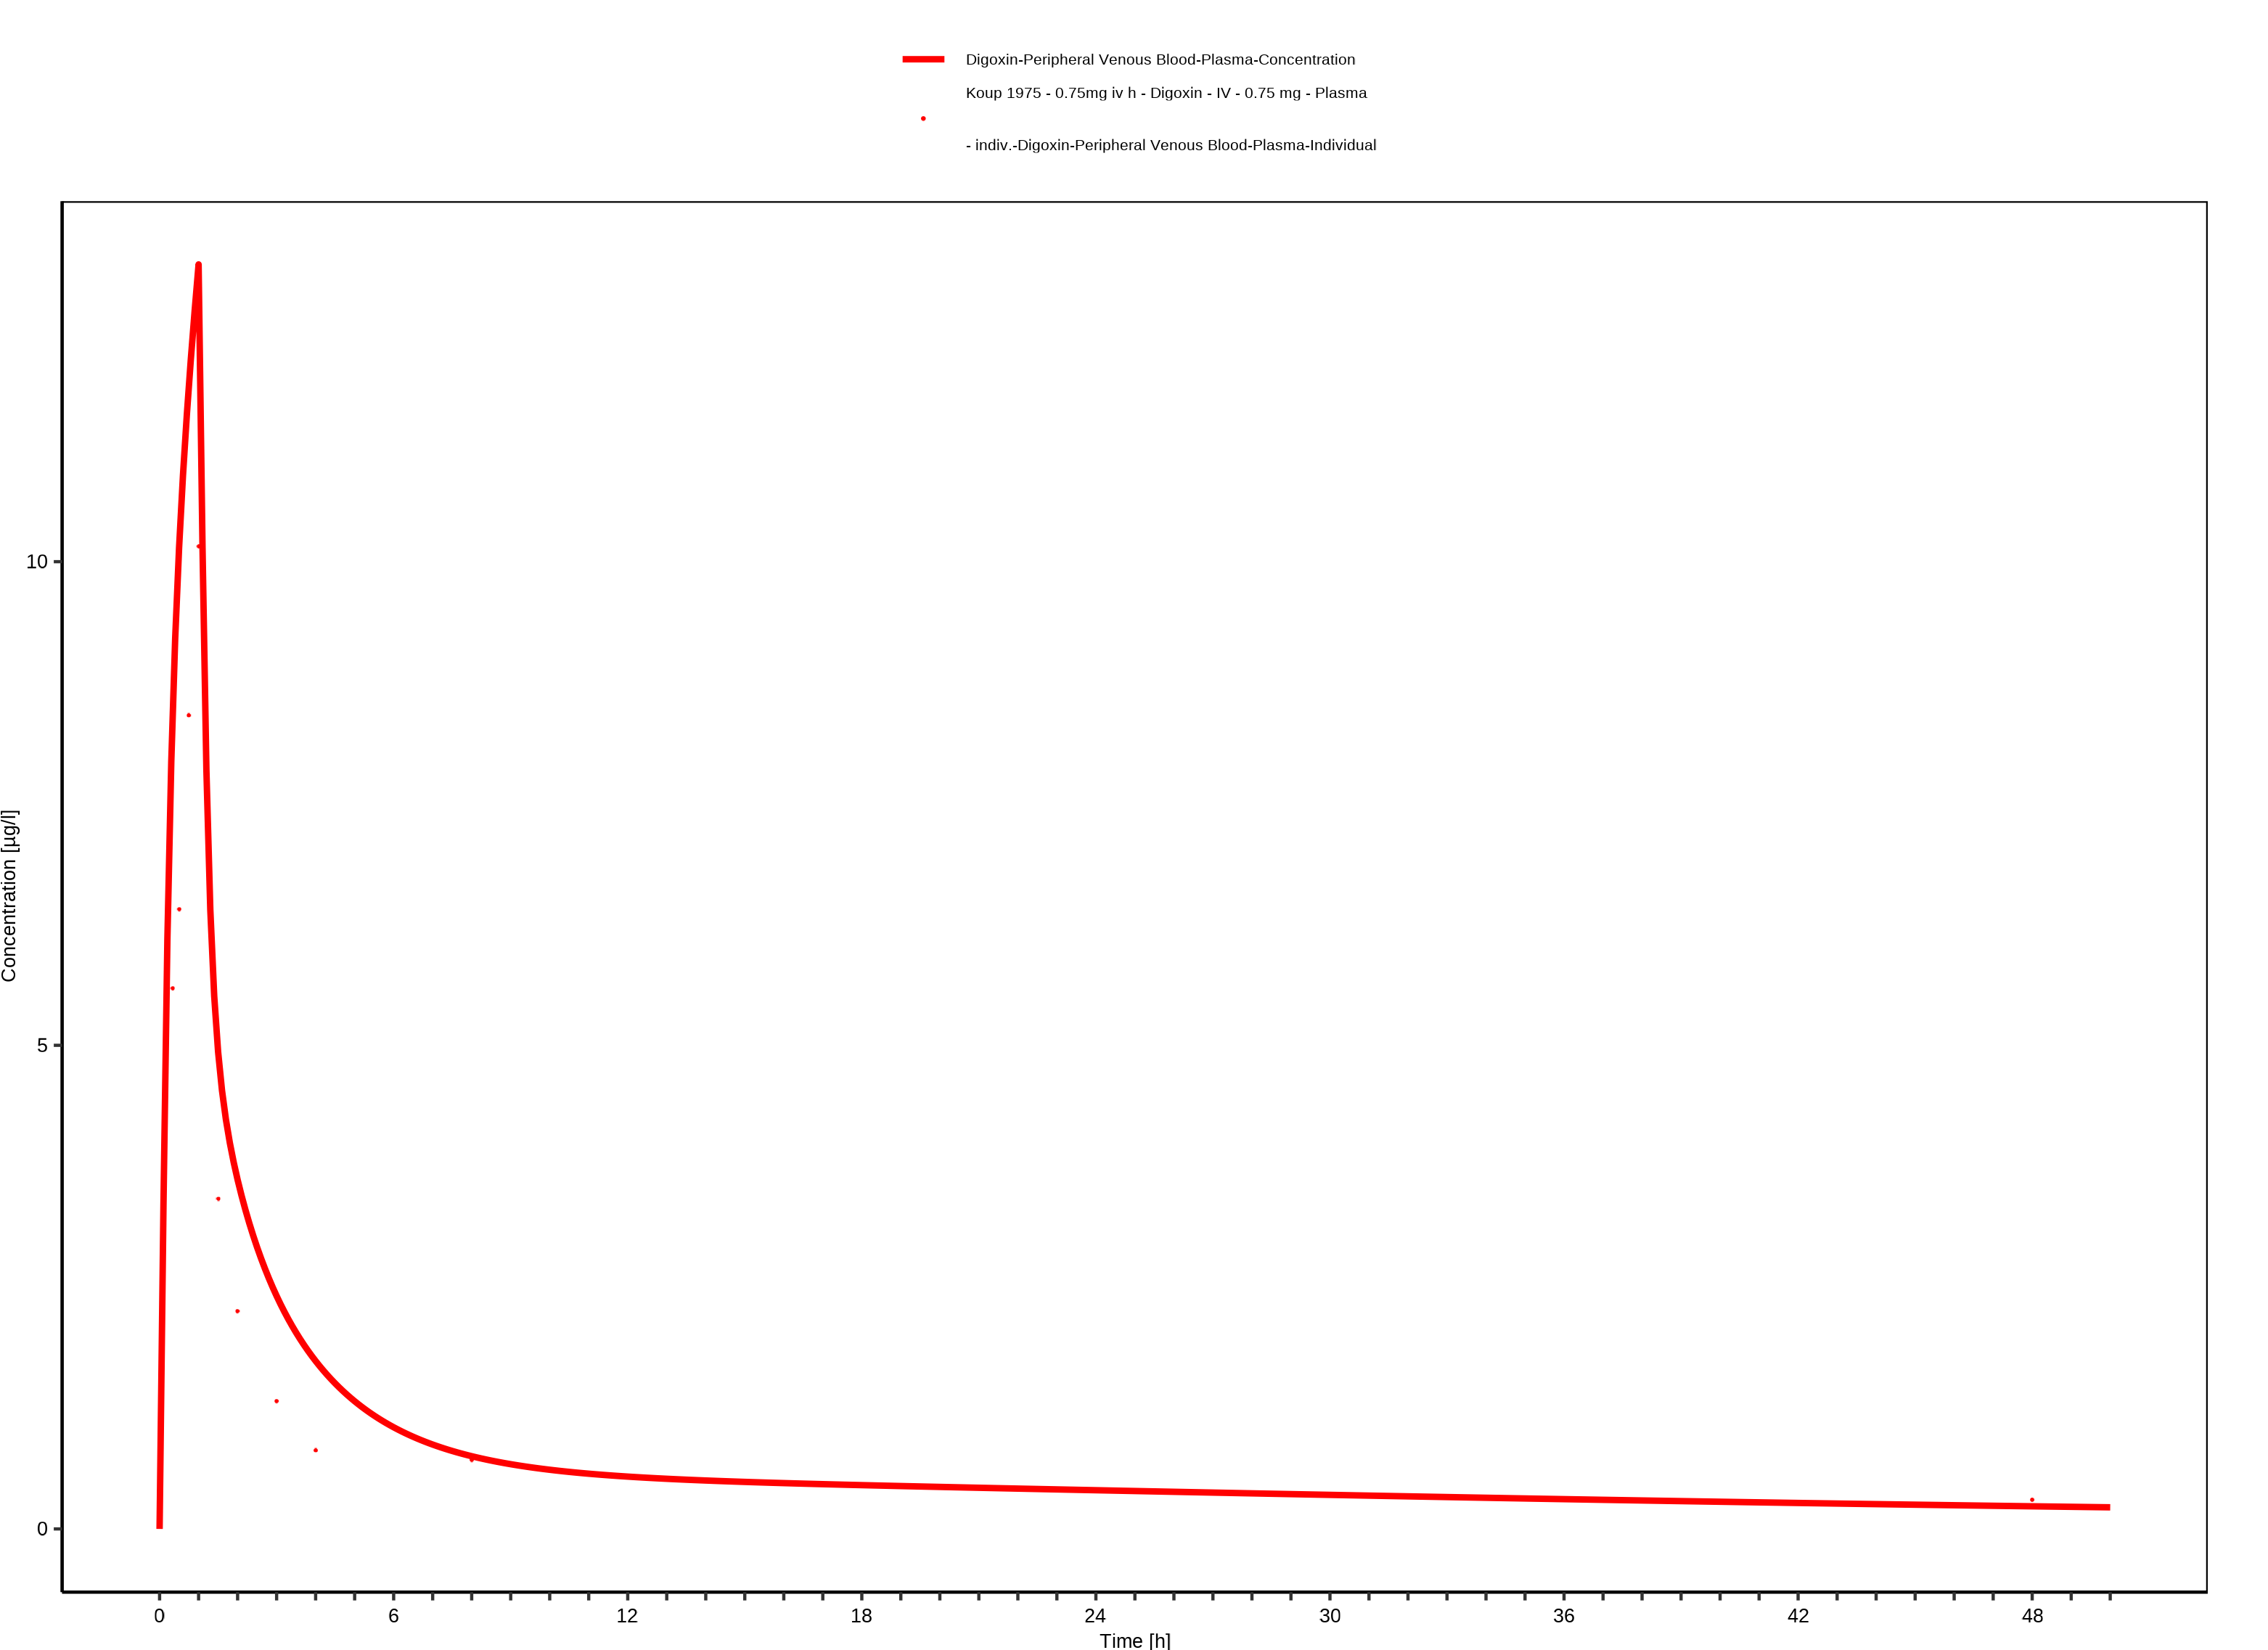 Digoxin-Peripheral Venous Blood-Plasma-Concentration
Koup 1975 - 0.75mg iv h - Digoxin - IV - 0.75 mg - Plasma
- indiv.-Digoxin-Peripheral Venous Blood-Plasma-Individual
10
5
0
Concentration [µg/l]
0 6 12 18 24 30 36 42 48
Time [h]